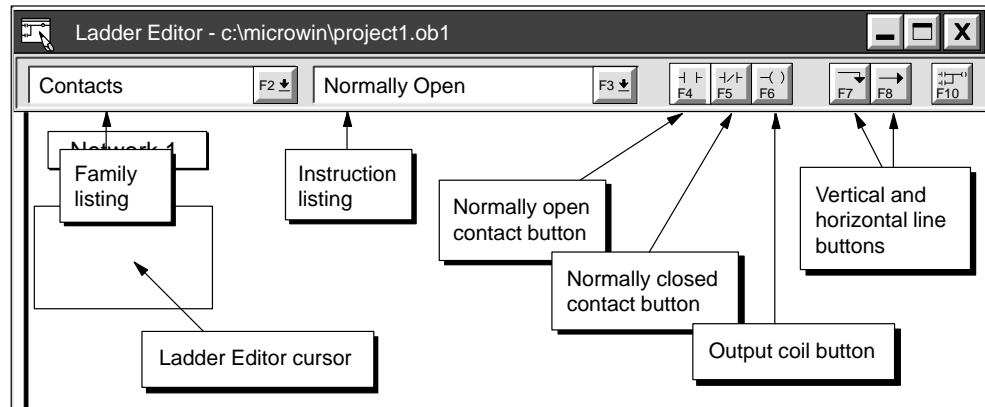 Ladder Editor - c:\microwin\project1.ob1
Contacts
F2
Normally Open
F3
F4
F5
F6
F7
F8
F10
Network 1
Family
listing
Instruction
listing
Normally open
contact button
Vertical and
horizontal line
buttons
Normally closed
contact button
Output coil button
Ladder Editor cursor